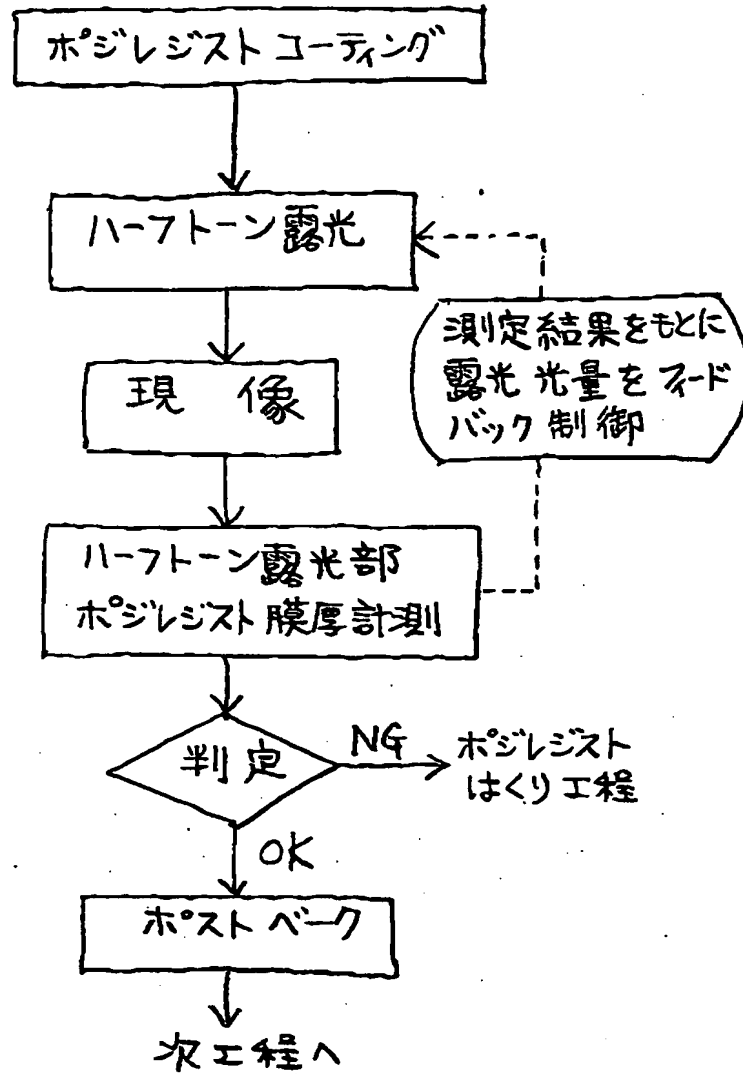 ポジレジストコーティング
ハーフトーン露光
測定結果をもとに
露光光量をフィード
バック制御
現 像
ハーフトーン露光部
ポジレジスト膜厚計測
判定
NG
ポジレジスト
はくり工程
OK
ポストベーク
次工程へ